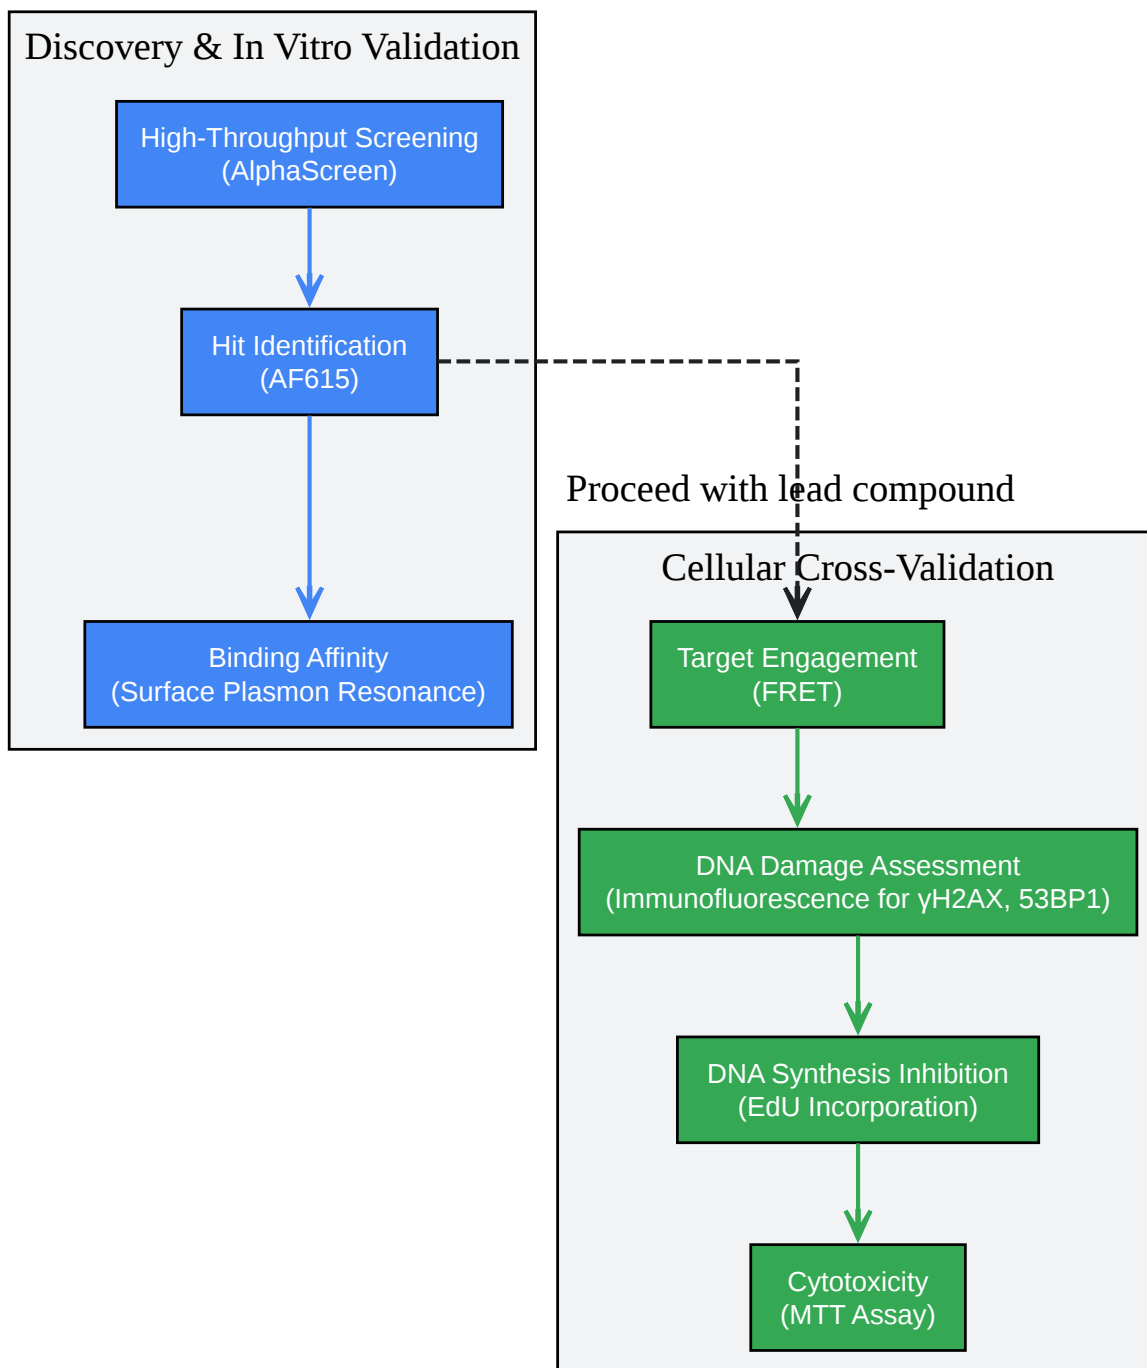 Discovery & In Vitro Validation
High-Throughput Screening
(AlphaScreen)
Hit Identification
(AF615)
Binding Affinity
(Surface Plasmon Resonance)
Proceed with lead compound
Cellular Cross-Validation
Target Engagement
(FRET)
DNA Damage Assessment
(Immunofluorescence for γH2AX, 53BP1)
DNA Synthesis Inhibition
(EdU Incorporation)
Cytotoxicity
(MTT Assay)